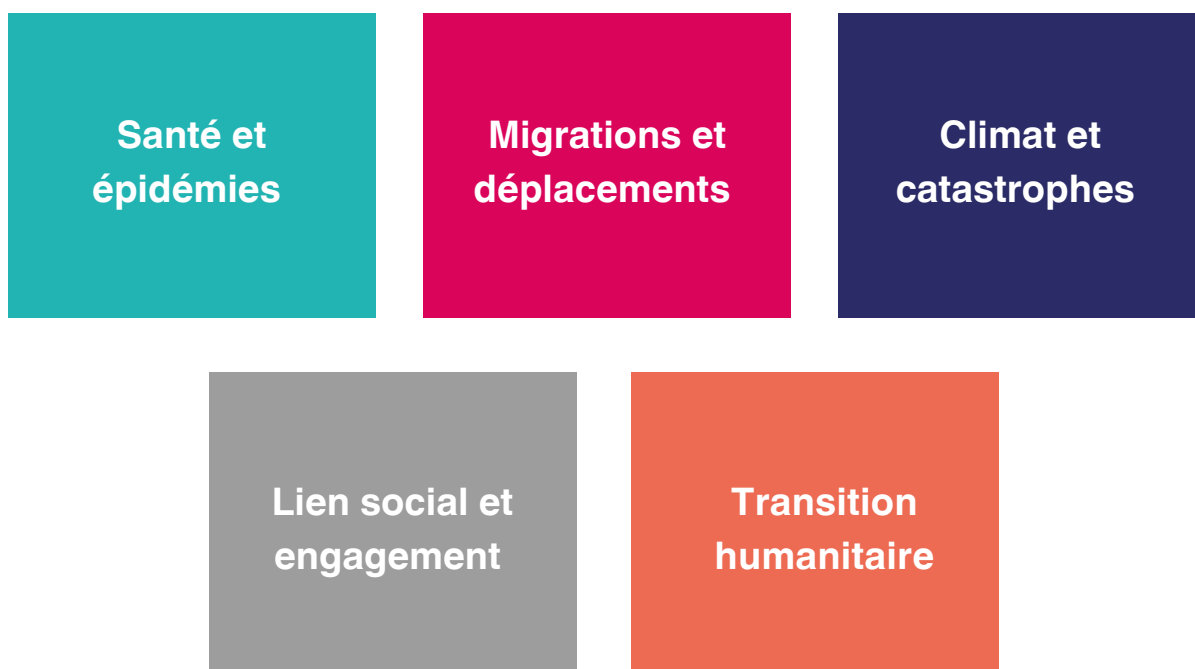 Santé et
épidémies
Migrations et
déplacements
Climat et
catastrophes
Lien social et
engagement
Transition
humanitaire